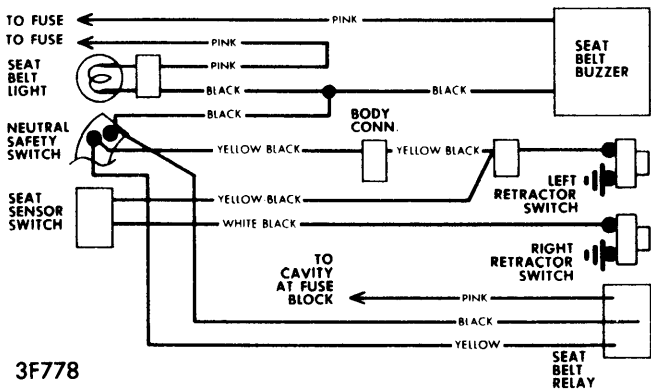 TO FUSE
PINK
TO FUSE
PINK
SEAT
BELT
LIGHT
PINK
BLACK
BLACK
SEAT
BELT
BUZZER
BLACK
NEUTRAL
SAFETY
SWITCH
BODY
CONN.
YELLOW BLACK
YELLOW BLACK
LEFT
RETRACTOR
SWITCH
SEAT
SENSOR
SWITCH
YELLOW-BLACK
WHITE BLACK
RIGHT
RETRACTOR
SWITCH
TO
CAVITY
AT FUSE
BLOCK
PINK
BLACK
YELLOW
SEAT
BELT
RELAY
3F778